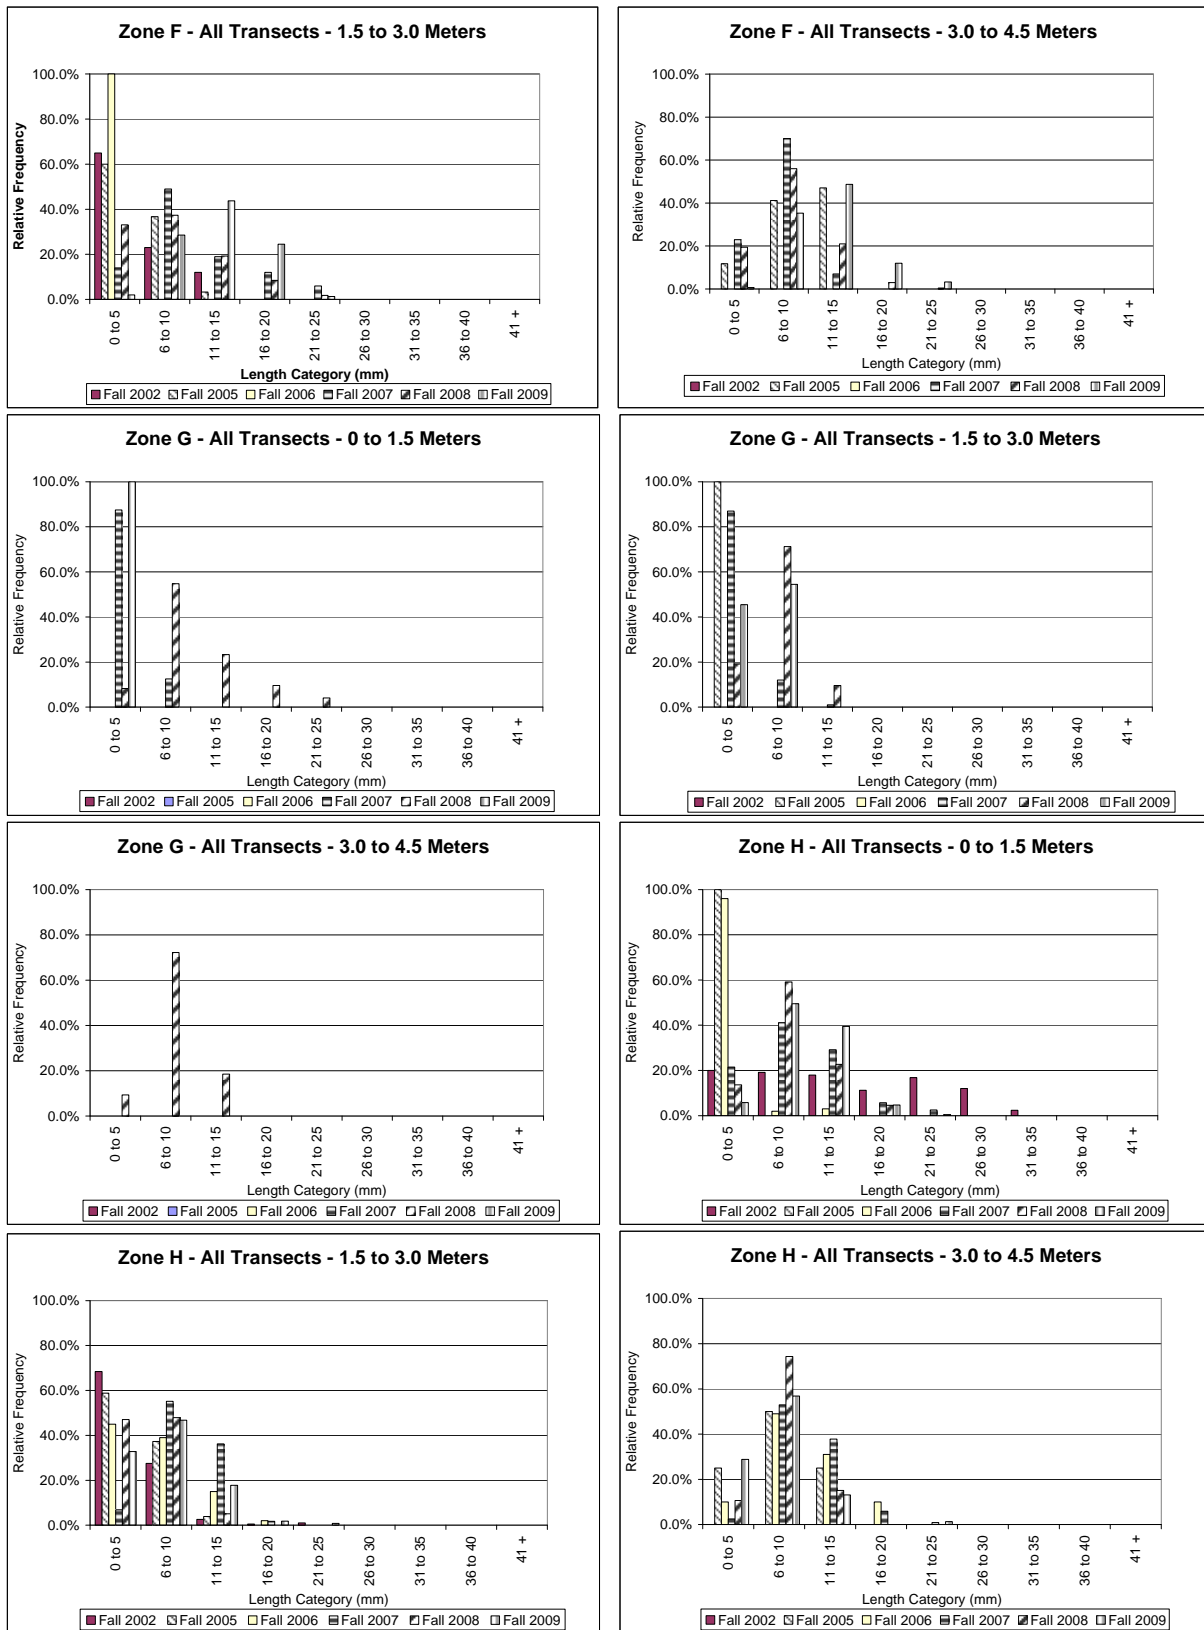 Zone F - All Transects - 1.5 to 3.0 Meters
Relative Frequency
100.0%
80.0%
60.0%
40.0%
20.0%
0.0%
0 to 5 6 to 10 11 to 15 16 to 20 21 to 25 26 to 30 31 to 35 36 to 40 41 +
Length Category (mm)
Fall 2002 Fall 2005 Fall 2006 Fall 2007 Fall 2008 Fall 2009
Zone F - All Transects - 3.0 to 4.5 Meters
Relative Frequency
100.0%
80.0%
60.0%
40.0%
20.0%
0.0%
0 to 5 6 to 10 11 to 15 16 to 20 21 to 25 26 to 30 31 to 35 36 to 40 41 +
Length Category (mm)
Fall 2002 Fall 2005 Fall 2006 Fall 2007 Fall 2008 Fall 2009
Zone G - All Transects - 0 to 1.5 Meters
Relative Frequency
100.0%
80.0%
60.0%
40.0%
20.0%
0.0%
0 to 5 6 to 10 11 to 15 16 to 20 21 to 25 26 to 30 31 to 35 36 to 40 41 +
Length Category (mm)
Fall 2002 Fall 2005 Fall 2006 Fall 2007 Fall 2008 Fall 2009
Zone G - All Transects - 1.5 to 3.0 Meters
Relative Frequency
100.0%
80.0%
60.0%
40.0%
20.0%
0.0%
0 to 5 6 to 10 11 to 15 16 to 20 21 to 25 26 to 30 31 to 35 36 to 40 41 +
Length Category (mm)
Fall 2002 Fall 2005 Fall 2006 Fall 2007 Fall 2008 Fall 2009
Zone G - All Transects - 3.0 to 4.5 Meters
Relative Frequency
100.0%
80.0%
60.0%
40.0%
20.0%
0.0%
0 to 5 6 to 10 11 to 15 16 to 20 21 to 25 26 to 30 31 to 35 36 to 40 41 +
Length Category (mm)
Fall 2002 Fall 2005 Fall 2006 Fall 2007 Fall 2008 Fall 2009
Zone H - All Transects - 0 to 1.5 Meters
Relative Frequency
100.0%
80.0%
60.0%
40.0%
20.0%
0.0%
0 to 5 6 to 10 11 to 15 16 to 20 21 to 25 26 to 30 31 to 35 36 to 40 41 +
Length Category (mm)
Fall 2002 Fall 2005 Fall 2006 Fall 2007 Fall 2008 Fall 2009
Zone H - All Transects - 1.5 to 3.0 Meters
Relative Frequency
100.0%
80.0%
60.0%
40.0%
20.0%
0.0%
0 to 5 6 to 10 11 to 15 16 to 20 21 to 25 26 to 30 31 to 35 36 to 40 41 +
Length Category (mm)
Fall 2002 Fall 2005 Fall 2006 Fall 2007 Fall 2008 Fall 2009
Zone H - All Transects - 3.0 to 4.5 Meters
Relative Frequency
100.0%
80.0%
60.0%
40.0%
20.0%
0.0%
0 to 5 6 to 10 11 to 15 16 to 20 21 to 25 26 to 30 31 to 35 36 to 40 41 +
Length Category (mm)
Fall 2002 Fall 2005 Fall 2006 Fall 2007 Fall 2008 Fall 2009